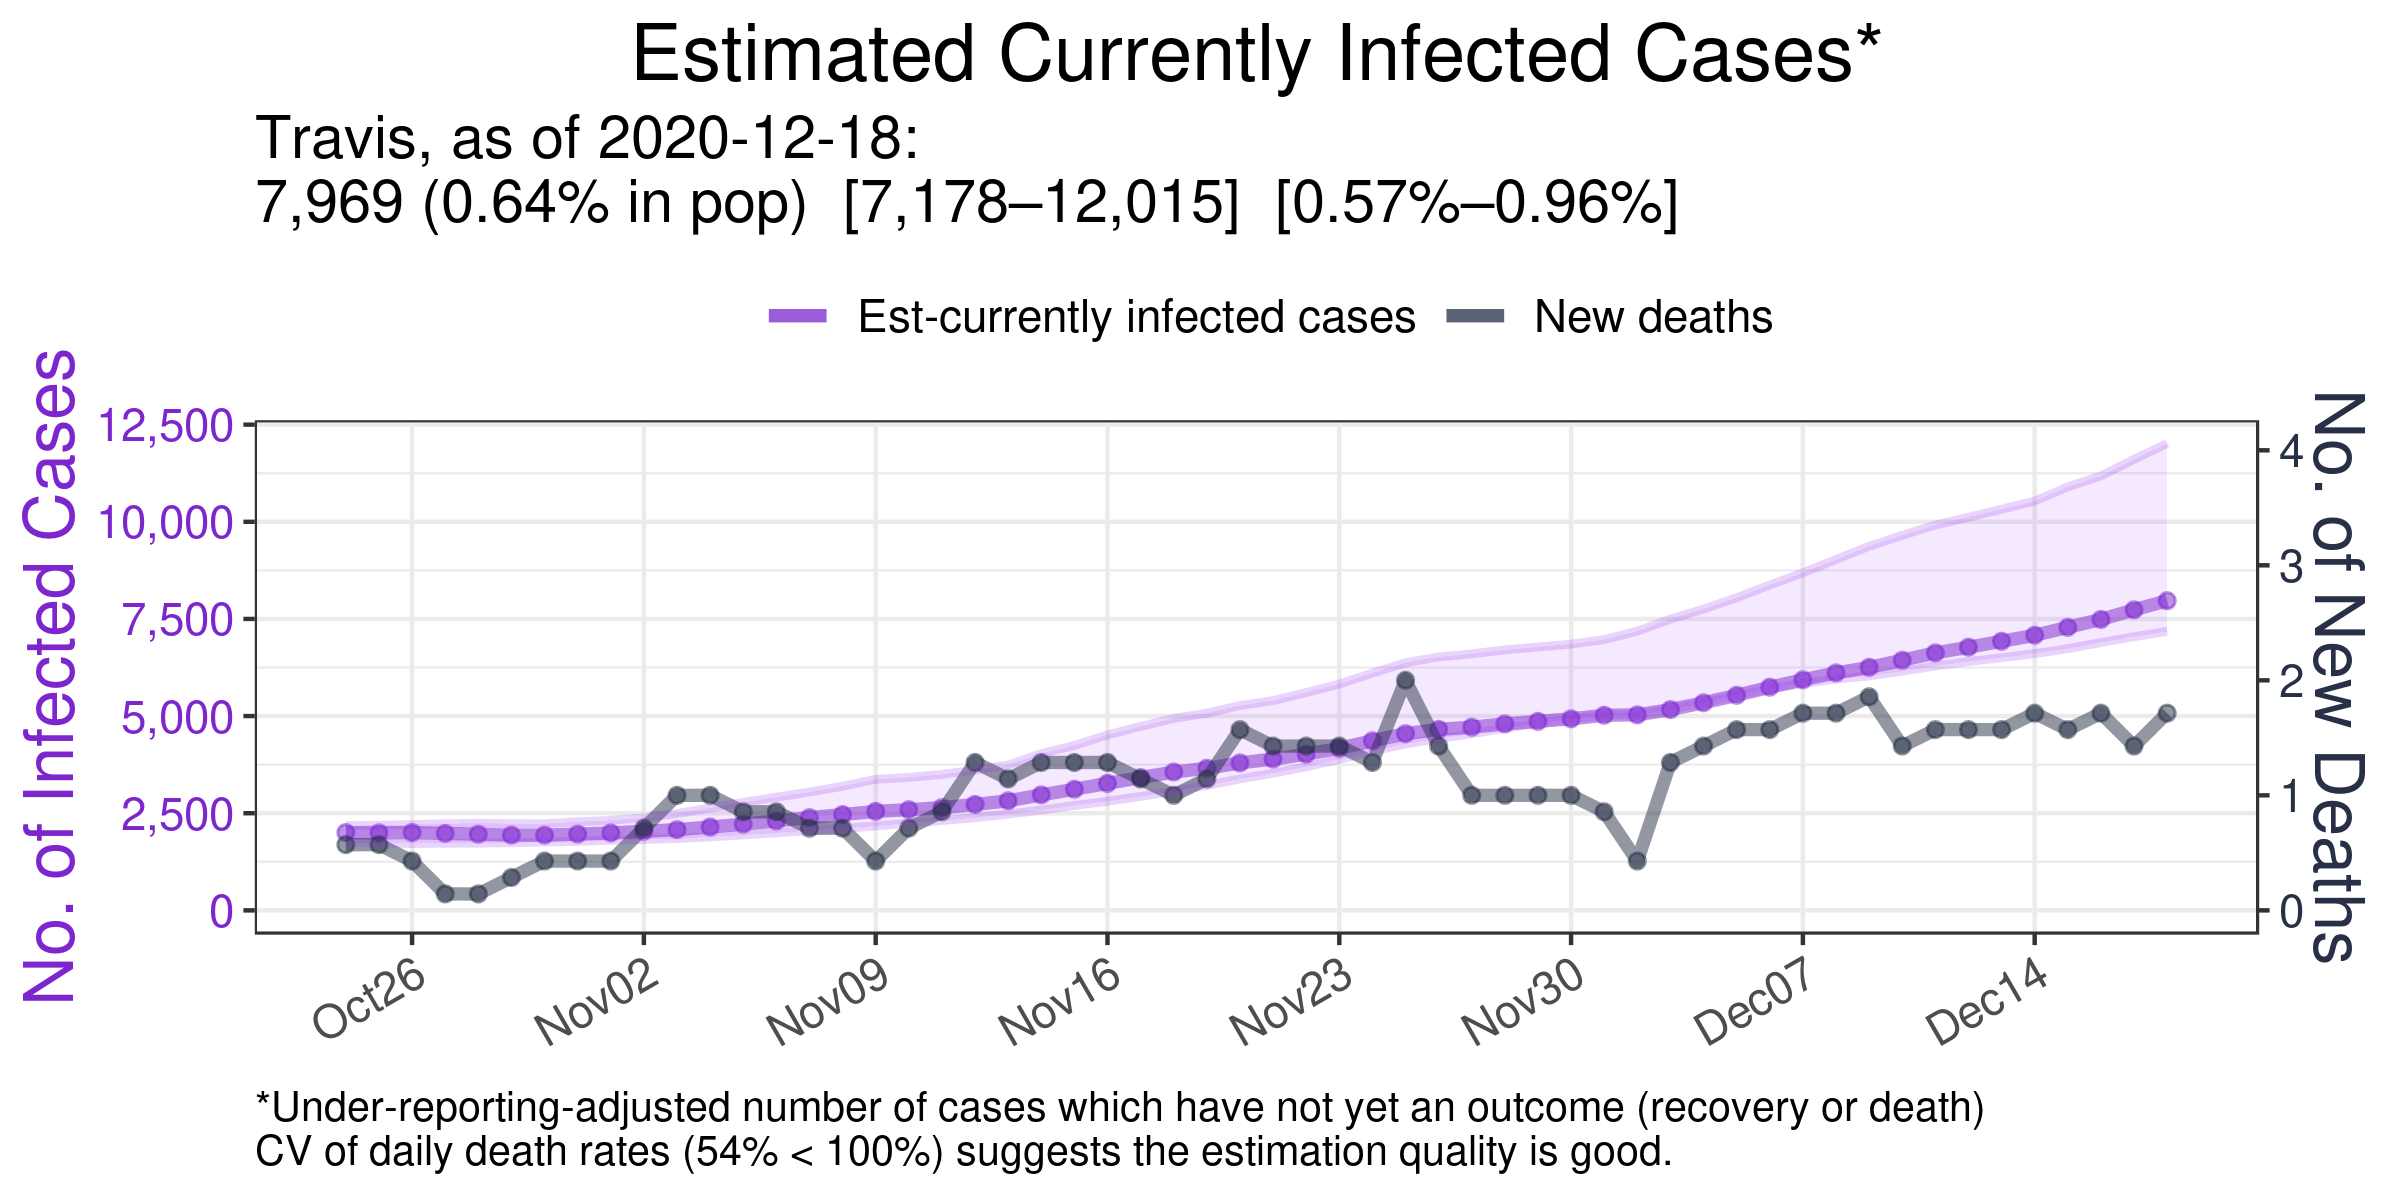 Estimated Currently Infected Cases*
Travis, as of 2020-12-18:
7,969 (0.64% in pop)  [7,178–12,015]  [0.57%–0.96%]
Est-currently infected cases
New deaths
No. of Infected Cases
12,500
10,000
7,500
5,000
2,500
0
4
3
2
1
0
No. of New Deaths
Oct26
Nov02
Nov09
Nov16
Nov23
Nov30
Dec07
Dec14
*Under-reporting-adjusted number of cases which have not yet an outcome (recovery or death)
CV of daily death rates (54% < 100%) suggests the estimation quality is good.